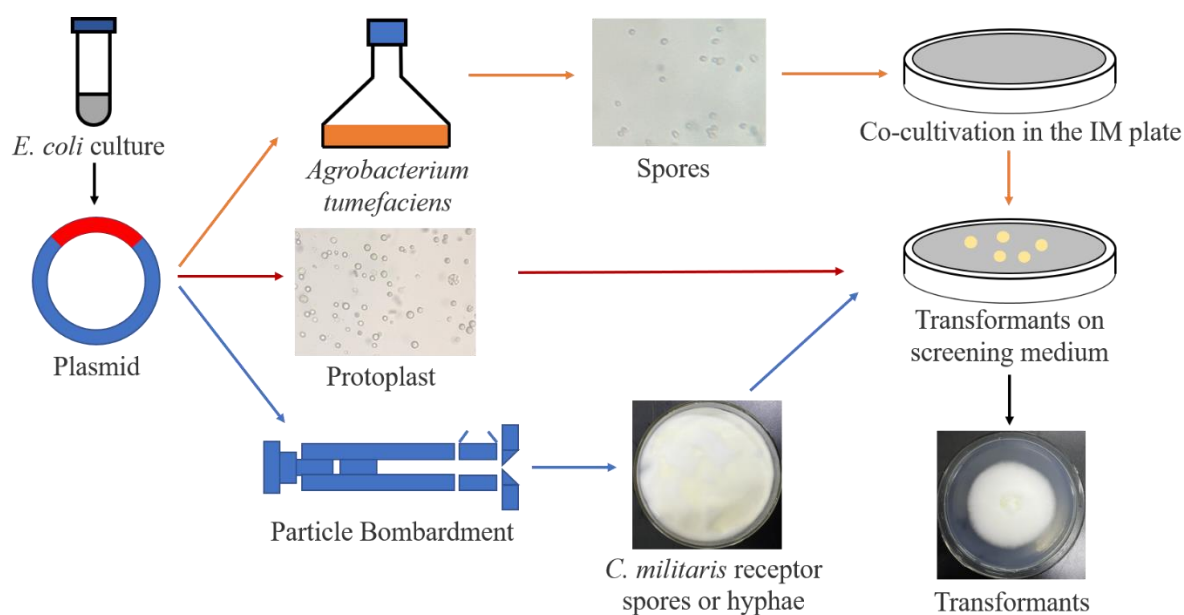 E. coli culture
Agrobacterium
tumefaciens
Spores
Co-cultivation in the IM plate
Plasmid
Protoplast
Transformants on
screening medium
Particle Bombardment
C. militaris receptor
spores or hyphae
Transformants